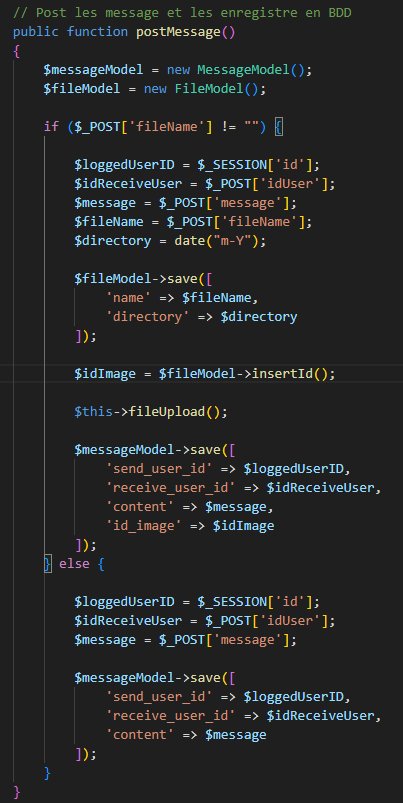 // Post les message et les enregistre en BDD
public function postMessage()
{
    $messageModel = new MessageModel();
    $fileModel = new FileModel();

    if ($_POST['fileName'] != "") {

        $loggedUserID = $_SESSION['id'];
        $idReceiveUser = $_POST['idUser'];
        $message = $_POST['message'];
        $fileName = $_POST['fileName'];
        $directory = date("m-Y");

        $fileModel->save([
            'name' => $fileName,
            'directory' => $directory
        ]);

        $idImage = $fileModel->insertId();

        $this->fileUpload();

        $messageModel->save([
            'send_user_id' => $loggedUserID,
            'receive_user_id' => $idReceiveUser,
            'content' => $message,
            'id_image' => $idImage
        ]);
    } else {

        $loggedUserID = $_SESSION['id'];
        $idReceiveUser = $_POST['idUser'];
        $message = $_POST['message'];

        $messageModel->save([
            'send_user_id' => $loggedUserID,
            'receive_user_id' => $idReceiveUser,
            'content' => $message
        ]);
    }
}